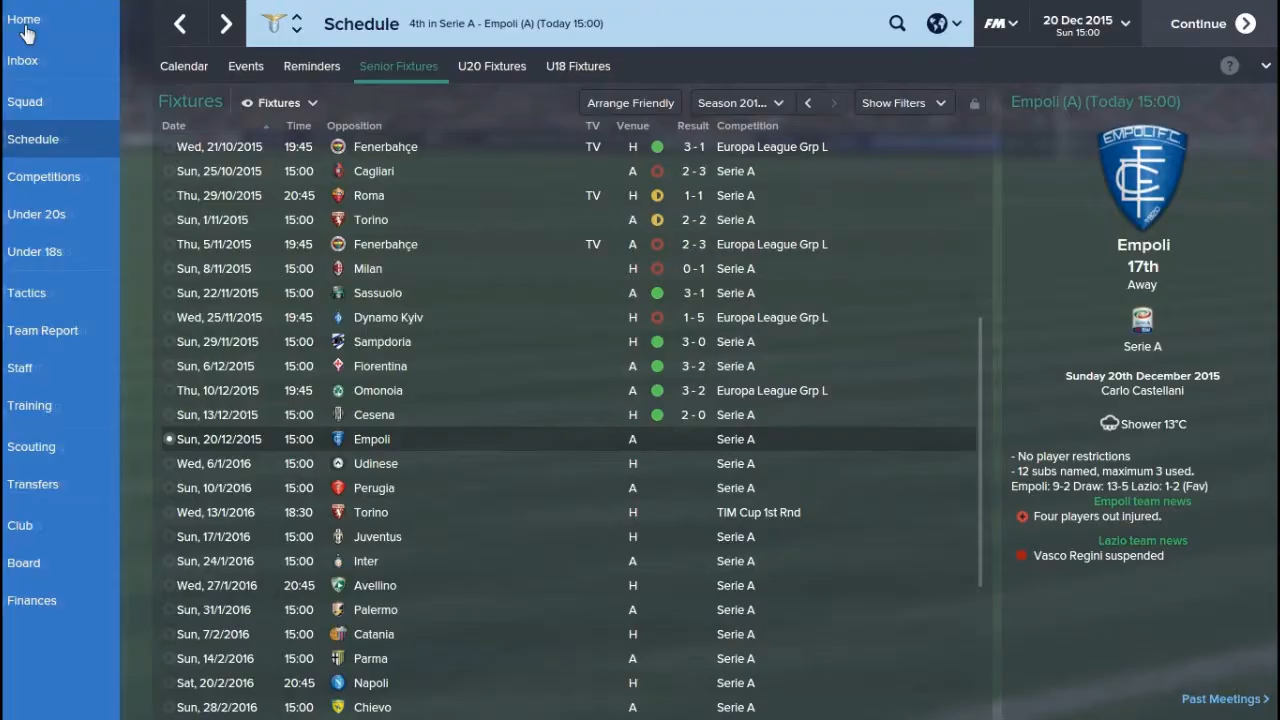 Home
Inbox
Squad
Schedule
Competitions
Under 20s
Under 18s
Tactics
Team Report
Staff
Training
Scouting
Transfers
Club
Board
Finances
Schedule 4th in Serie A - Empoli (A) (Today 15:00)
FM 20 Dec 2015 Continue
Sun 15:00
Calendar Events Reminders Senior Fixtures U20 Fixtures U18 Fixtures ?
Fixtures Fixtures Arrange Friendly Season 201... Show Filters
Date Time Opposition TV Venue Result Competition
Wed, 21/10/2015 19:45 Fenerbahçe TV H 3 - 1 Europa League Grp L
Sun, 25/10/2015 15:00 Cagliari A 2 - 3 Serie A
Thu, 29/10/2015 20:45 Roma TV H 1 - 1 Serie A
Sun, 1/11/2015 15:00 Torino A 2 - 2 Serie A
Thu, 5/11/2015 19:45 Fenerbahçe TV A 2 - 3 Europa League Grp L
Sun, 8/11/2015 15:00 Milan H 0 - 1 Serie A
Sun, 22/11/2015 15:00 Sassuolo A 3 - 1 Serie A
Wed, 25/11/2015 19:45 Dynamo Kyiv H 1 - 5 Europa League Grp L
Sun, 29/11/2015 15:00 Sampdoria H 3 - 0 Serie A
Sun, 6/12/2015 15:00 Fiorentina A 3 - 2 Serie A
Thu, 10/12/2015 19:45 Omonoia A 3 - 2 Europa League Grp L
Sun, 13/12/2015 15:00 Cesena H 2 - 0 Serie A
Sun, 20/12/2015 15:00 Empoli A Serie A
Wed, 6/1/2016 15:00 Udinese H Serie A
Sun, 10/1/2016 15:00 Perugia A Serie A
Wed, 13/1/2016 18:30 Torino H TIM Cup 1st Rnd
Sun, 17/1/2016 15:00 Juventus H Serie A
Sun, 24/1/2016 15:00 Inter A Serie A
Wed, 27/1/2016 20:45 Avellino H Serie A
Sun, 31/1/2016 15:00 Palermo A Serie A
Sun, 7/2/2016 15:00 Catania H Serie A
Sun, 14/2/2016 15:00 Parma A Serie A
Sat, 20/2/2016 20:45 Napoli H Serie A
Sun, 28/2/2016 15:00 Chievo A Serie A
Empoli (A) (Today 15:00)
EMPOLI F.C.
1920
Empoli
17th
Away
Serie A
Sunday 20th December 2015
Carlo Castellani
Shower 13°C
- No player restrictions
- 12 subs named, maximum 3 used.
Empoli: 9-2 Draw: 13-5 Lazio: 1-2 (Fav)
Empoli team news
Four players out injured.
Lazio team news
Vasco Regini suspended
Past Meetings >